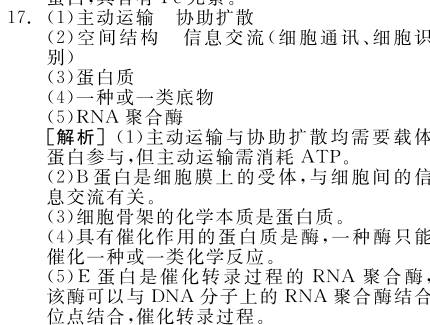 蛋白,具含有 Fe 元素。
17. (1)主动运输 协助扩散
(2)空间结构 信息交流(细胞通讯、细胞识
别)
(3)蛋白质
(4)一种或一类底物
(5)RNA 聚合酶
[解析] (1)主动运输与协助扩散均需要载体
蛋白参与,但主动运输需消耗 ATP。
(2)B蛋白是细胞膜上的受体,与细胞间的信
息交流有关。
(3)细胞骨架的化学本质是蛋白质。
(4)具有催化作用的蛋白质是酶,一种酶只能
催化一种或一类化学反应。
(5)E 蛋白是催化转录过程的 RNA 聚合酶,
该酶可以与 DNA 分子上的 RNA 聚合酶结合
位点结合,催化转录过程。